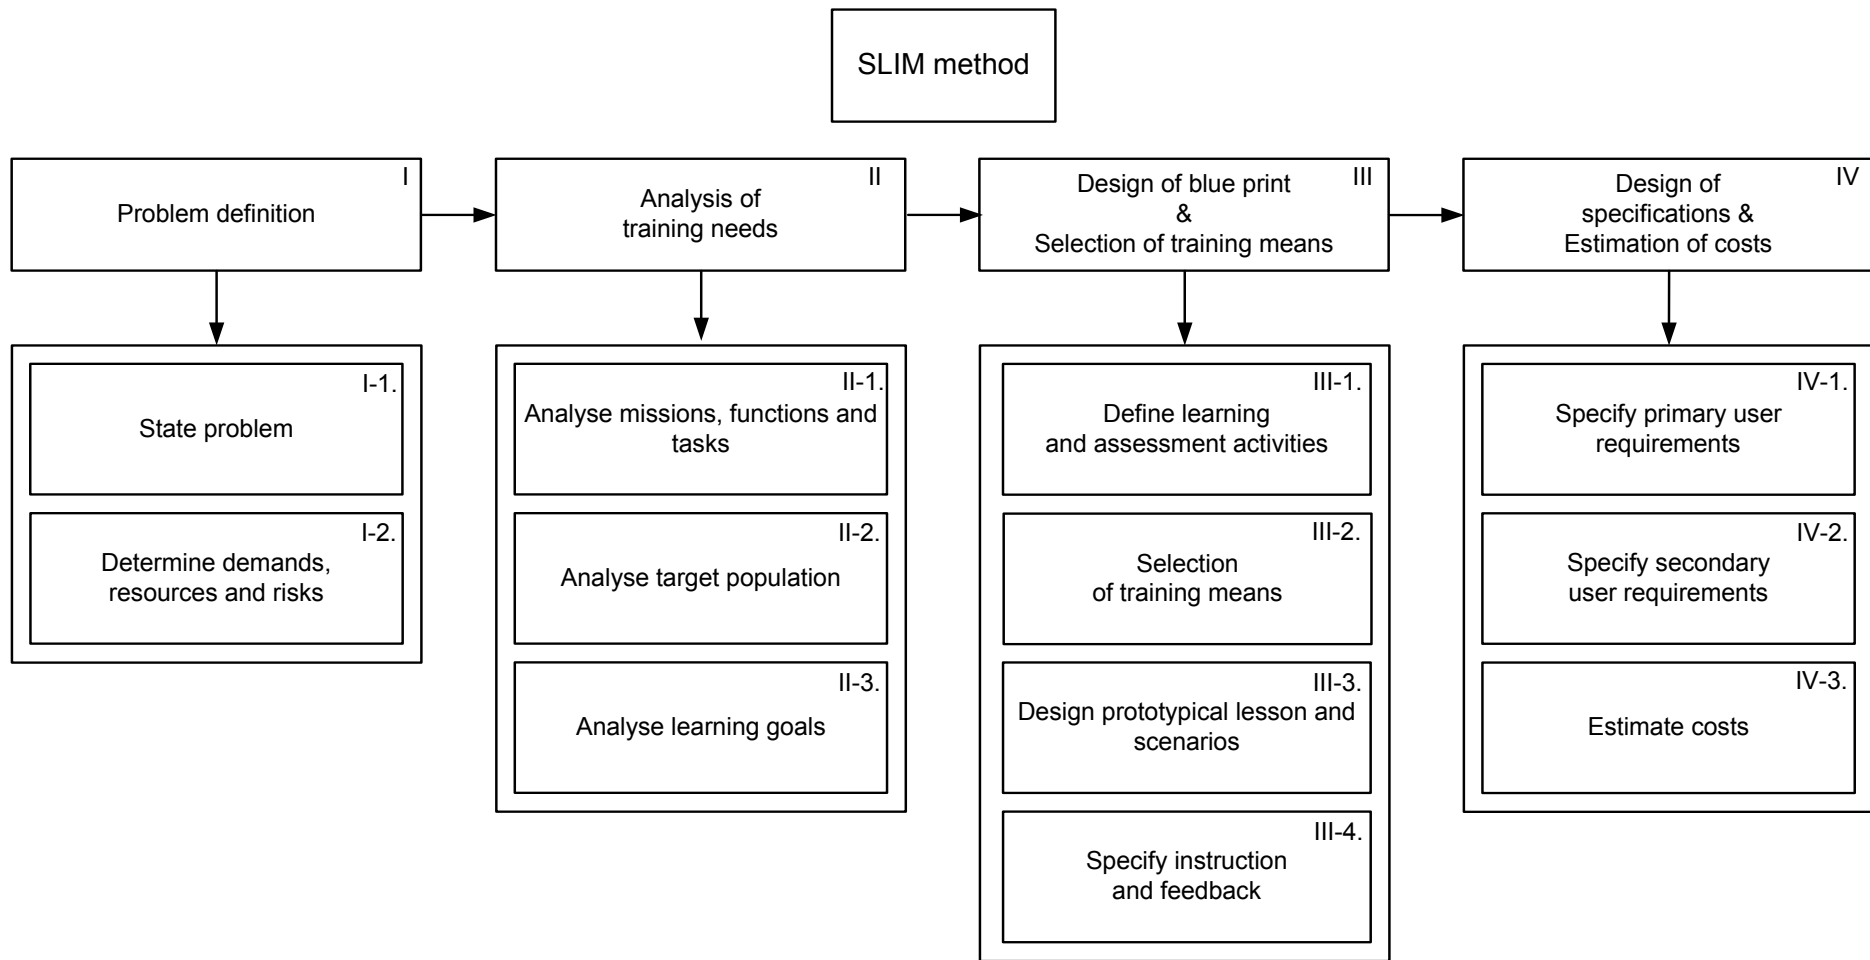 SLIM method
I
Problem definition
II
Analysis of
training needs
III
Design of blue print
&
Selection of training means
IV
Design of
specifications &
Estimation of costs
I-1.
State problem
I-2.
Determine demands,
resources and risks
II-1.
Analyse missions, functions and
tasks
II-2.
Analyse target population
II-3.
Analyse learning goals
III-1.
Define learning
and assessment activities
III-2.
Selection
of training means
III-3.
Design prototypical lesson and
scenarios
III-4.
Specify instruction
and feedback
IV-1.
Specify primary user
requirements
IV-2.
Specify secondary
user requirements
IV-3.
Estimate costs